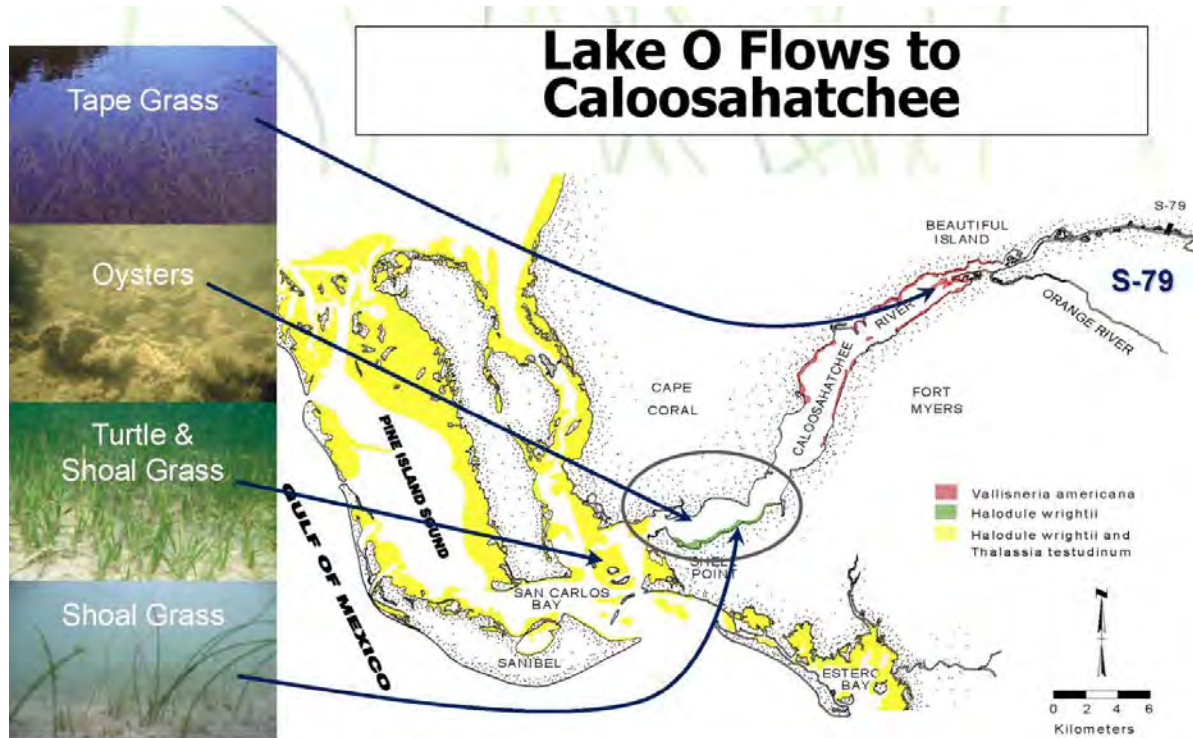 Lake O Flows to
Caloosahatchee
Tape Grass
Oysters
Turtle &
Shoal Grass
Shoal Grass
S-79
BEAUTIFUL
ISLAND
S-79
ORANGE RIVER
RIVER
CALOOSAHATCHEE
CAPE
CORAL
FORT
MYERS
PINE ISLAND SOUND
GULF OF MEXICO
SHELL
POINT
SAN CARLOS
BAY
SANIBEL
ESTERO
BAY
Vallisneria americana
Halodule wrightii
Halodule wrightii and
Thalassia testudinum
0 2 4 6
Kilometers